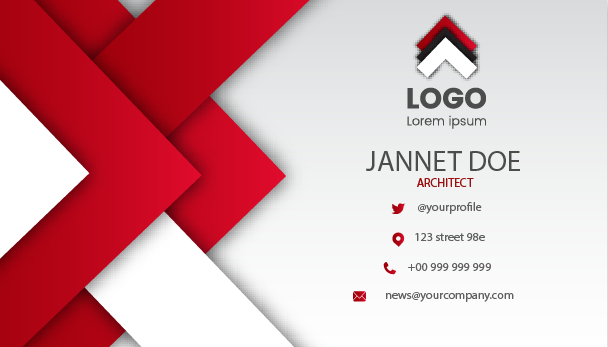 LOGO
Lorem ipsum
JANNET DOE
ARCHITECT
@yourprofile
123 street 98e
+00 999 999 999
news@yourcompany.com